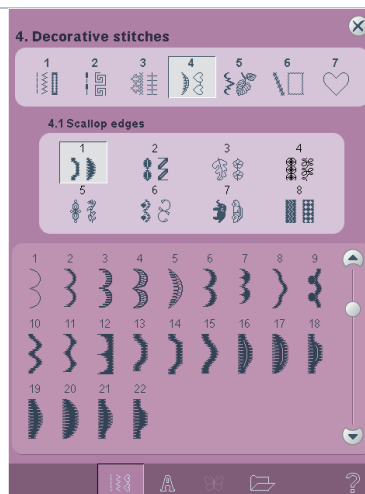 4. Decorative stitches
1 2 3 4 5 6 7
4.1 Scallop edges
1 2 3 4
5 6 7 8
1 2 3 4 5 6 7 8 9
10 11 12 13 14 15 16 17 18
19 20 21 22
A ?